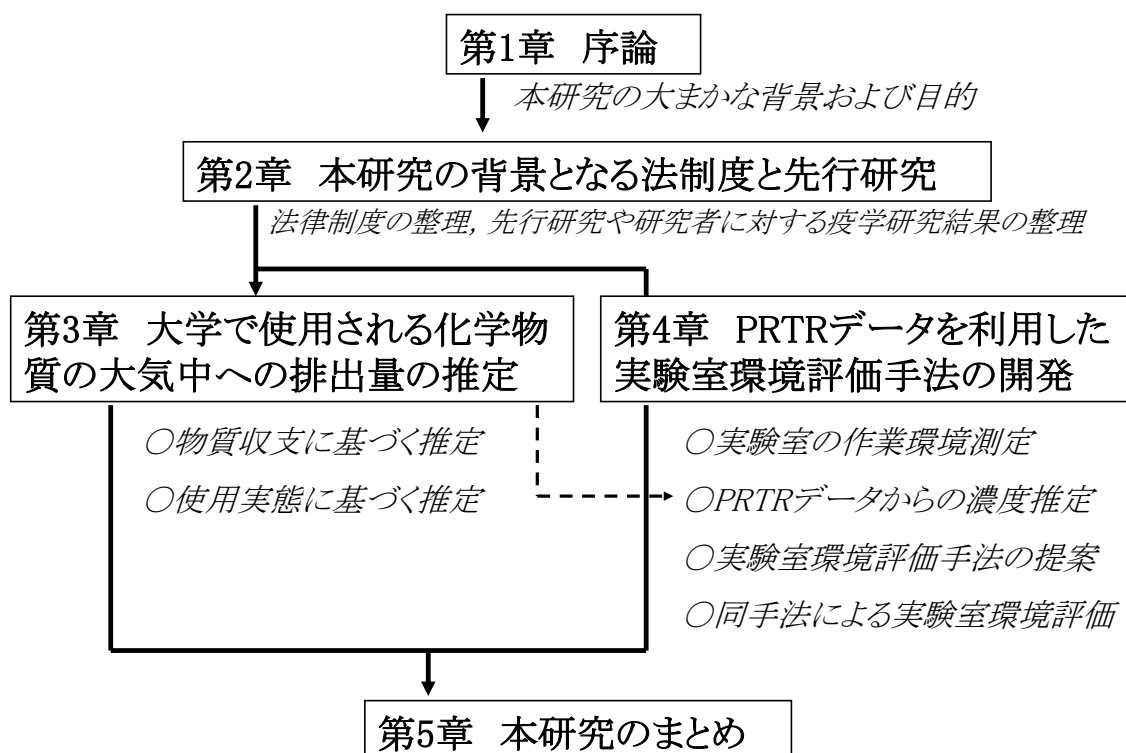 第1章 序論
本研究の大まかな背景および目的
第2章 本研究の背景となる法制度と先行研究
法律制度の整理, 先行研究や研究者に対する疫学研究結果の整理
第3章 大学で使用される化学物
質の大気中への排出量の推定
○物質収支に基づく推定
○使用実態に基づく推定
第4章 PRTRデータを利用した
実験室環境評価手法の開発
○実験室の作業環境測定
○PRTRデータからの濃度推定
○実験室環境評価手法の提案
○同手法による実験室環境評価
第5章 本研究のまとめ